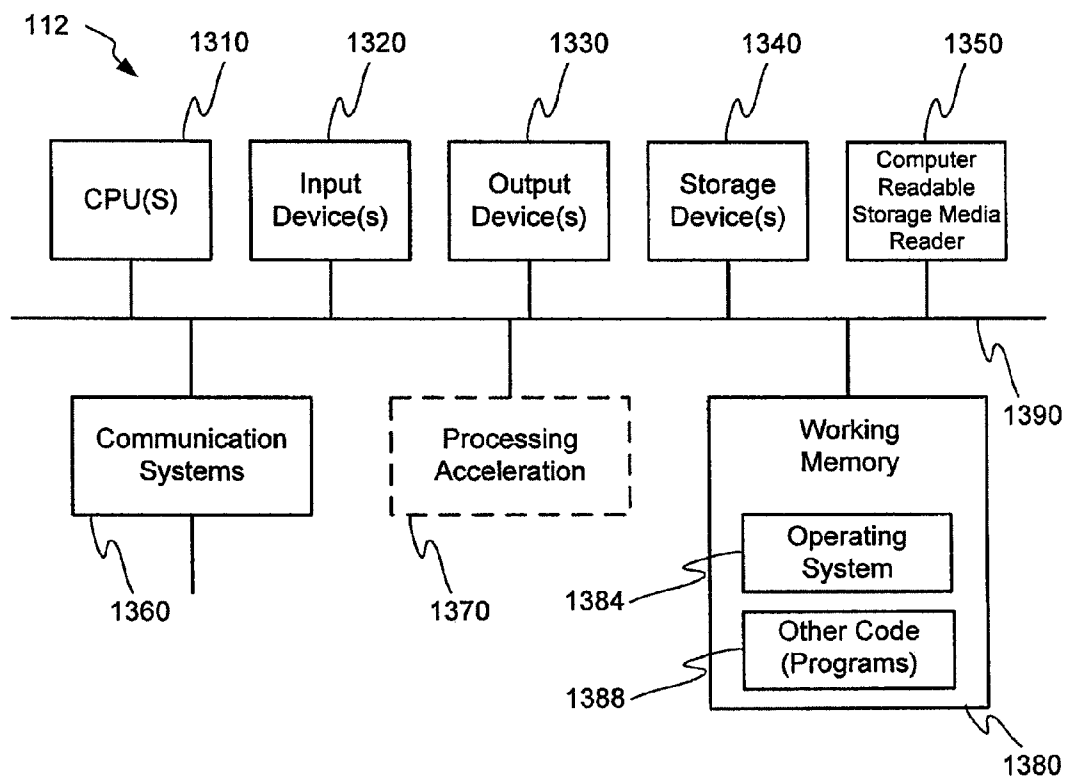 112
1310
1320
1330
1340
1350
CPU(S)
Input
Device(s)
Output
Device(s)
Storage
Device(s)
Computer
Readable
Storage Media
Reader
1390
Communication
Systems
1360
Processing
Acceleration
1370
Working
Memory
Operating
System
1384
Other Code
(Programs)
1388
1380